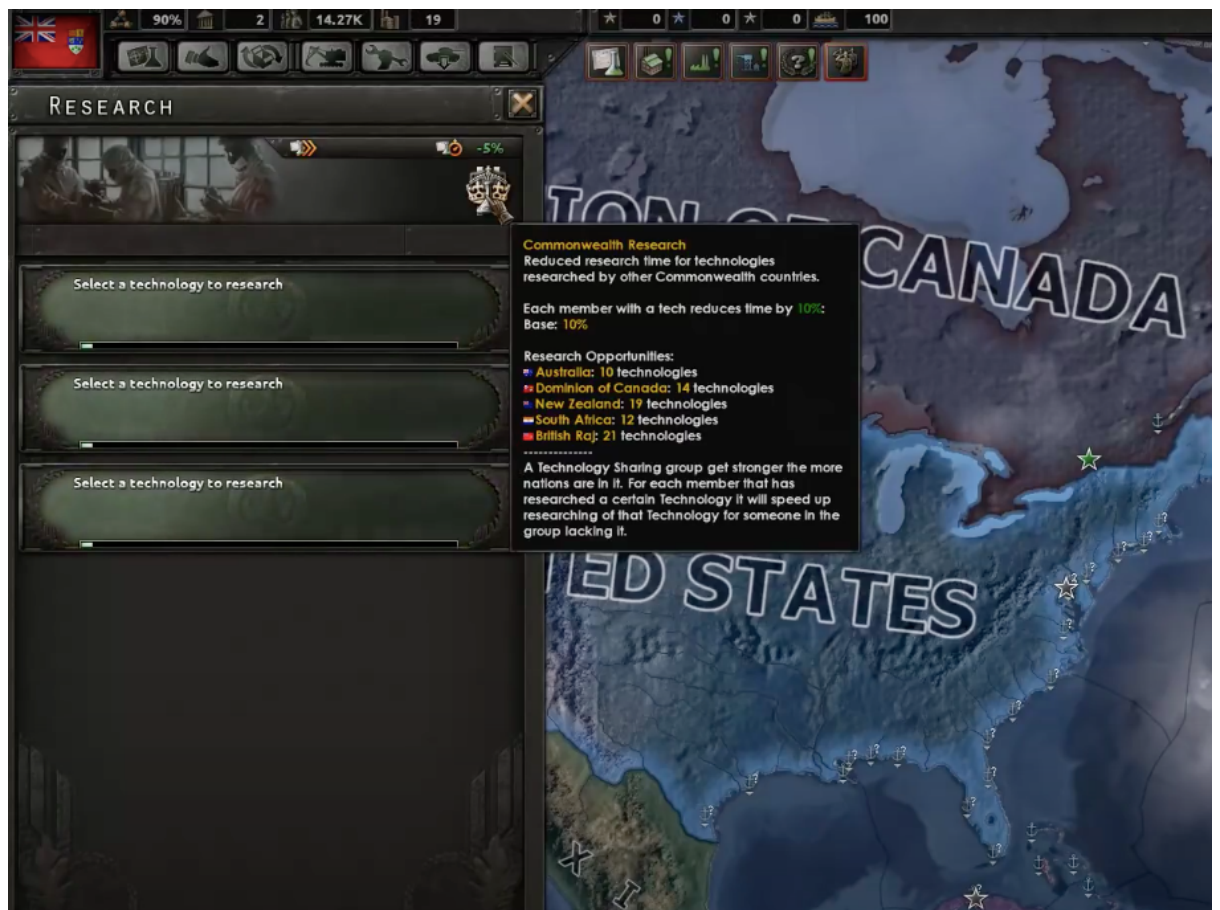 90% 2 14.27K 19 0 0 0 100
RESEARCH
-5%
Select a technology to research
Select a technology to research
Select a technology to research
Commonwealth Research
Reduced research time for technologies
researched by other Commonwealth countries.
Each member with a tech reduces time by 10%:
Base: 10%
Research Opportunities:
Australia: 10 technologies
Dominion of Canada: 14 technologies
New Zealand: 19 technologies
South Africa: 12 technologies
British Raj: 21 technologies
--------------
A Technology Sharing group get stronger the more
nations are in it. For each member that has
researched a certain Technology it will speed up
researching of that Technology for someone in the
group lacking it.
ION OF CANADA
ED STATES
X I